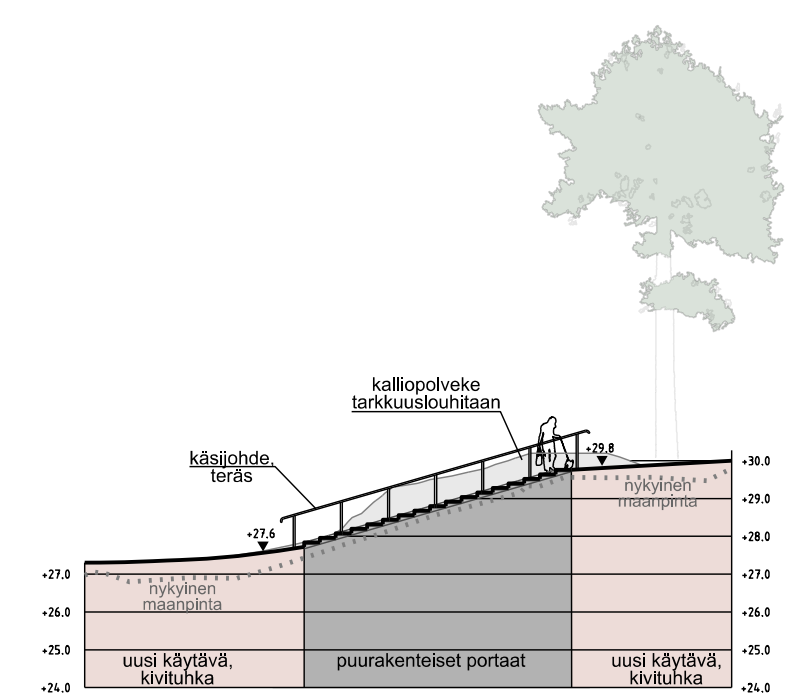 kalliopolveke
tarkkuuslouhitaan
käsijohde,
teräs
+29.8
+30.0
nykyinen
maanpinta
+29.0
+27.6
+28.0
+27.0
+27.0
nykyinen
maanpinta
+26.0
+26.0
+25.0
+25.0
uusi käytävä,
kivituhka
puurakenteiset portaat
uusi käytävä,
kivituhka
+24.0
+24.0